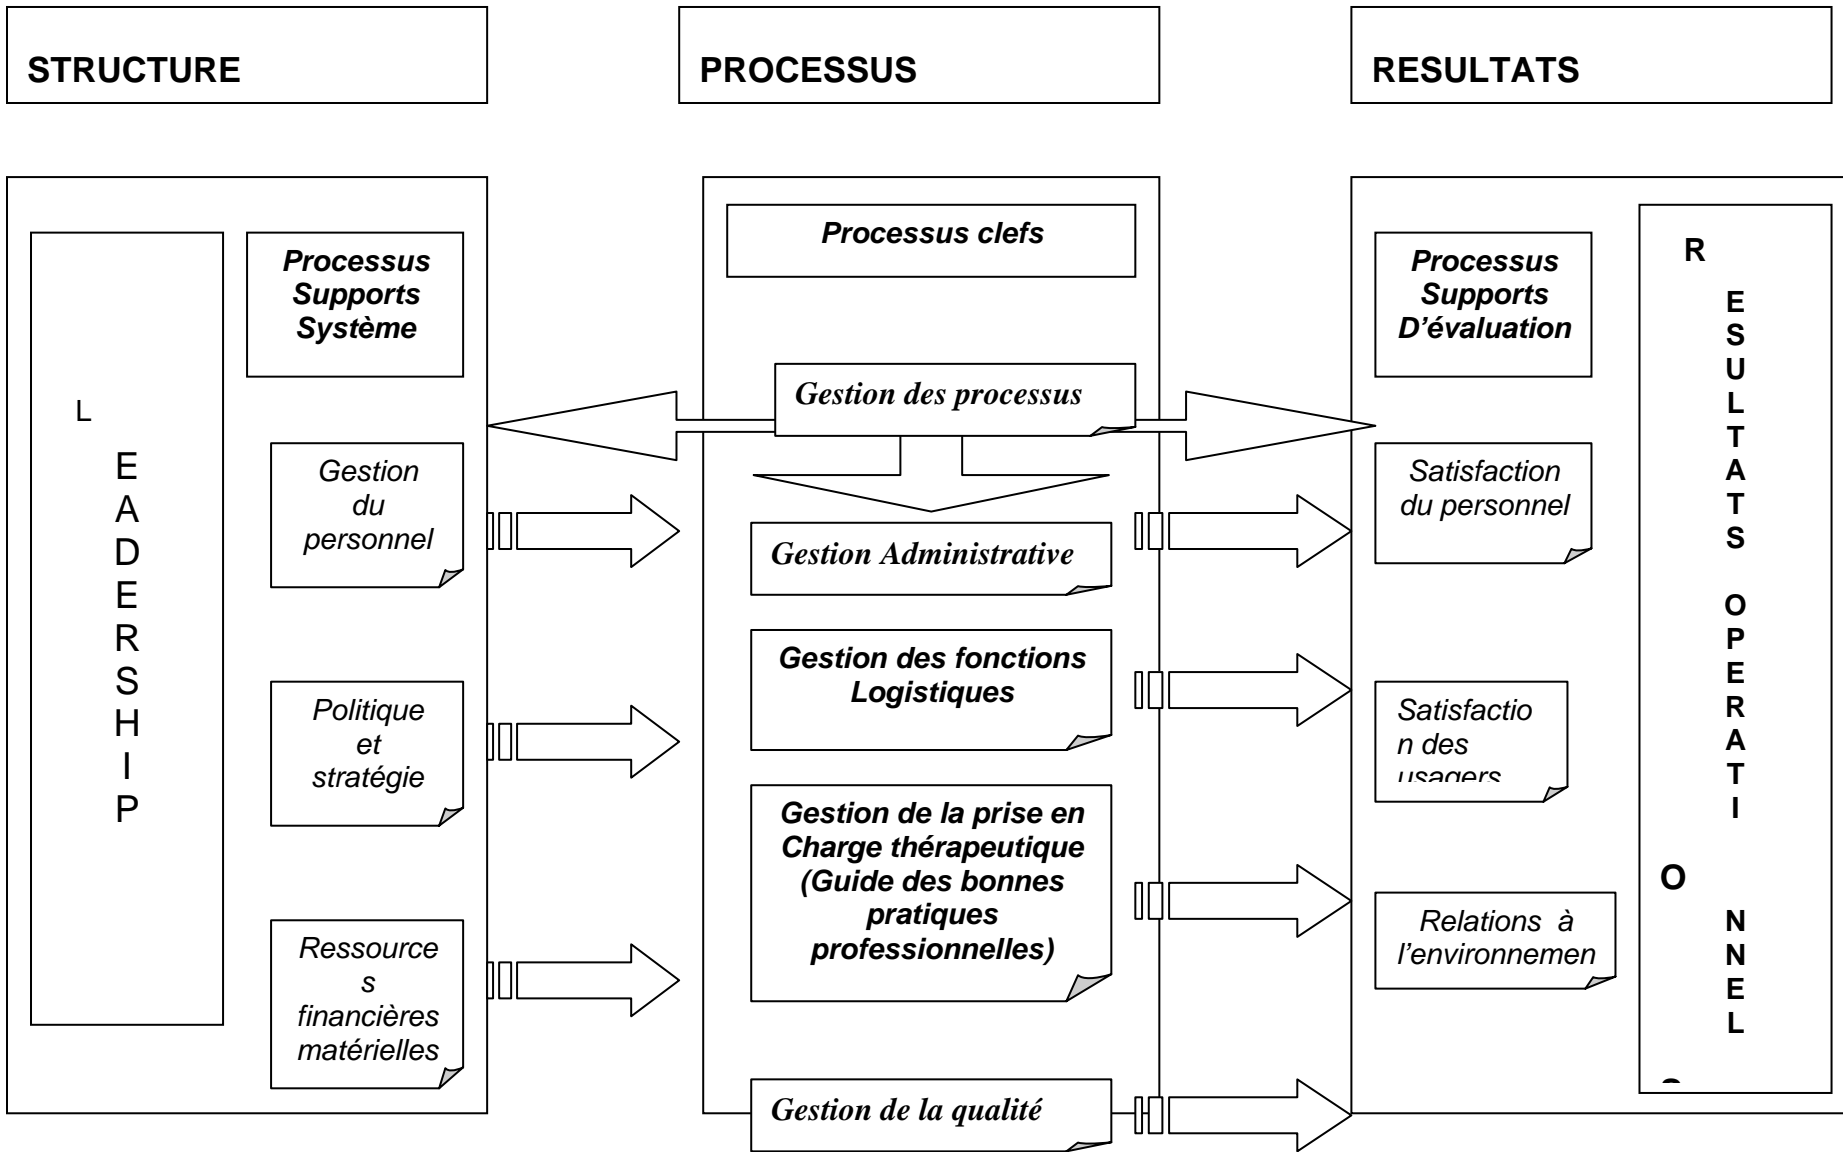 STRUCTURE
PROCESSUS
RESULTATS
L
E
A
D
E
R
S
H
I
P
Processus
Supports
Système
Gestion
du
personnel
Politique
et
stratégie
Ressource
s
financières
matérielles
Processus clefs
Gestion des processus
Gestion Administrative
Gestion des fonctions
Logistiques
Gestion de la prise en
Charge thérapeutique
(Guide des bonnes
pratiques
professionnelles)
Gestion de la qualité
Processus
Supports
D’évaluation
Satisfaction
du personnel
Satisfactio
n des
usagers
Relations à
l’environnemen
R
E
S
U
L
T
A
T
S
O
P
E
R
A
T
I
O
N
N
E
L